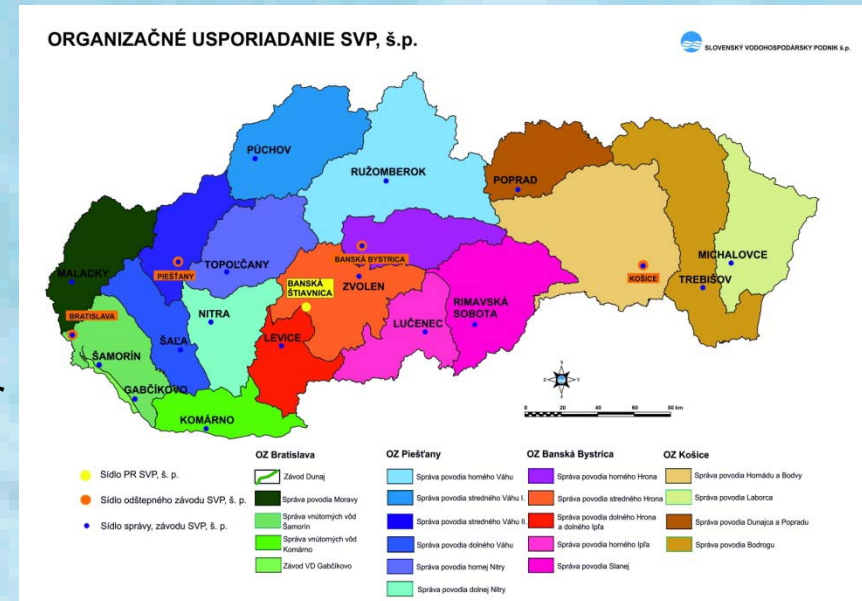 ORGANIZAČNÉ USPORIADANIE SVP, š.p.
SLOVENSKÝ VODOHOSPODÁRSKY PODNIK š.p.
PÚCHOV
RUŽOMBEROK
POPRAD
MALACKY
PIEŠŤANY
TOPOĽČANY
BANSKÁ BYSTRICA
BANSKÁ
ŠTIAVNICA
ZVOLEN
KOŠICE
MICHALOVCE
TREBIŠOV
BRATISLAVA
NITRA
RIMAVSKÁ
SOBOTA
LUČENEC
LEVICE
ŠAĽA
ŠAMORÍN
GABČÍKOVO
KOMÁRNO
S
Z
V
J
20 0 20 40 60 80 km
Sídlo PR SVP, š. p.
Sídlo odštepného závodu SVP, š. p.
Sídlo správy, závodu SVP, š. p.
OZ Bratislava
Závod Dunaj
Správa povodia Moravy
Správa vnútorných vôd
Šamorín
Správa vnútorných vôd
Komárno
Závod VD Gabčíkovo
OZ Piešťany
Správa povodia horného Váhu
Správa povodia stredného Váhu I.
Správa povodia stredného Váhu II.
Správa povodia dolného Váhu
Správa povodia hornej Nitry
Správa povodia dolnej Nitry
OZ Banská Bystrica
Správa povodia horného Hrona
Správa povodia stredného Hrona
Správa povodia dolného Hrona
a dolného Ipľa
Správa povodia horného Ipľa
Správa povodia Slanej
OZ Košice
Správa povodia Hornádu a Bodvy
Správa povodia Laborca
Správa povodia Dunajca a Popradu
Správa povodia Bodrogu